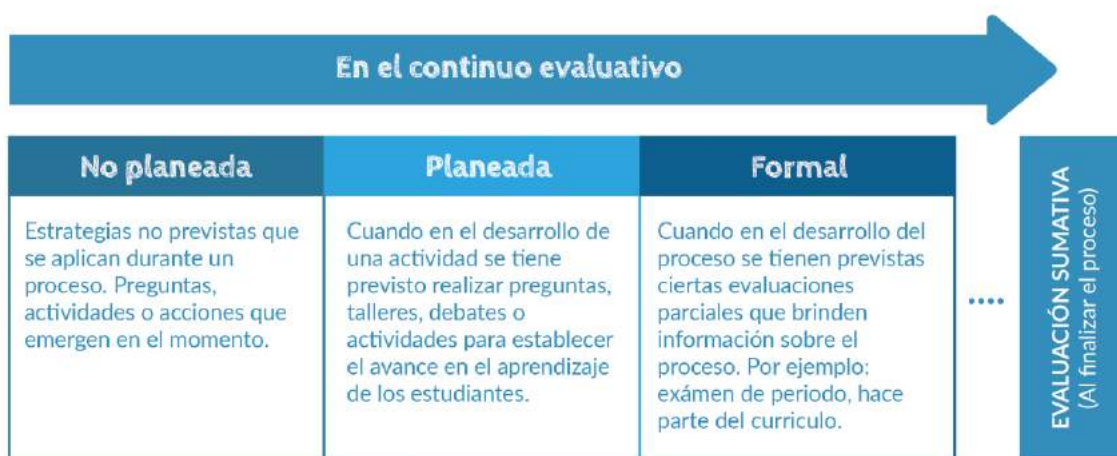 En el continuo evaluativo
No planeada
Estrategias no previstas que
se aplican durante un
proceso. Preguntas,
actividades o acciones que
emergen en el momento.
Planeada
Cuando en el desarrollo de
una actividad se tiene
previsto realizar preguntas,
talleres, debates o
actividades para establecer
el avance en el aprendizaje
de los estudiantes.
Formal
Cuando en el desarrollo del
proceso se tienen previstas
ciertas evaluaciones
parciales que brinden
información sobre el
proceso. Por ejemplo:
exámen de periodo, hace
parte del curriculo.
....
EVALUACIÓN SUMATIVA
(Al finalizar el proceso)